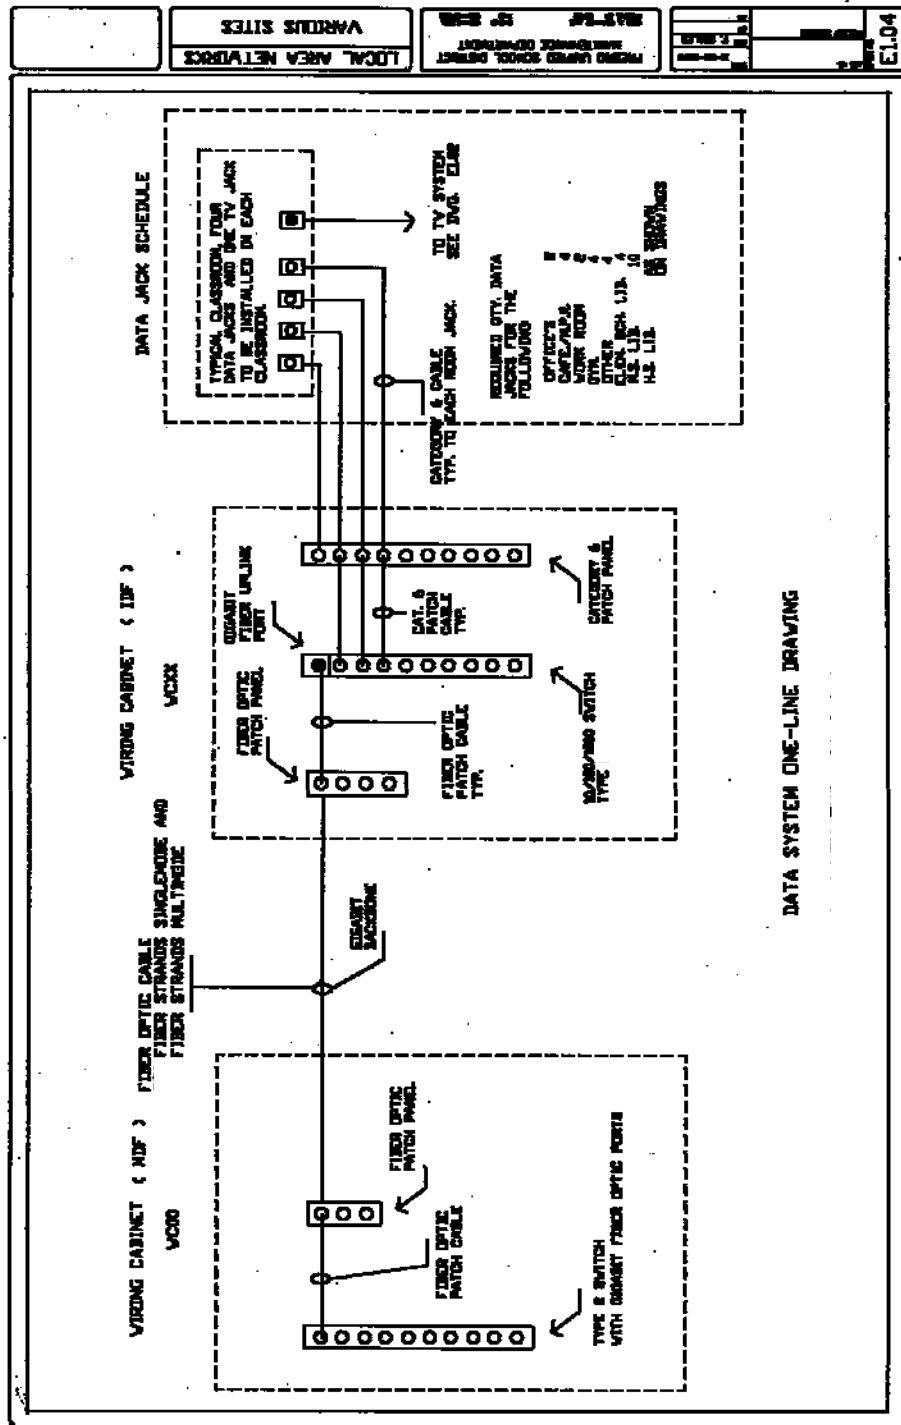 WIRING CABINET ( MDF )
WC00
FIBER OPTIC CABLE
FIBER STRANDS SINGLEMODE AND
FIBER STRANDS MULTIMODE
WIRING CABINET ( IDF )
WCXX
DATA JACK SCHEDULE
TYPICAL CLASSROOM, FOUR
DATA JACKS AND ONE TV JACK
TO BE INSTALLED IN EACH
CLASSROOM.
GIGABIT
FIBER UPLINK
PORT
FIBER OPTIC
PATCH PANEL
GIGABIT
BACKBONE
FIBER OPTIC
PATCH PANEL
FIBER OPTIC
PATCH CABLE
FIBER OPTIC
PATCH CABLE
TYP.
CAT. 6
PATCH
CABLE
TYP.
CATEGORY 6 CABLE
TYP. TO EACH ROOM JACK.
TO TV SYSTEM
SEE DWG.
REQUIRED QTY. DATA
JACKS FOR THE
FOLLOWING
OFFICE'S
CAFE./M.P.R. 4
WORK ROOM
GYM. 4
OTHER 4
ELEM. SCH. LIB. 4
M.S. LIB. 10
H.S. LIB. AS SHOWN
ON DRAWINGS
TYPE 2 SWITCH
WITH GIGABIT FIBER OPTIC PORTS
10/100/1000 SWITCH
TYPE
CATEGORY 6
PATCH PANEL
DATA SYSTEM ONE-LINE DRAWING
LOCAL AREA NETWORKS
VARIOUS SITES
FRESNO UNIFIED SCHOOL DISTRICT
MAINTENANCE DEPARTMENT
E1.04